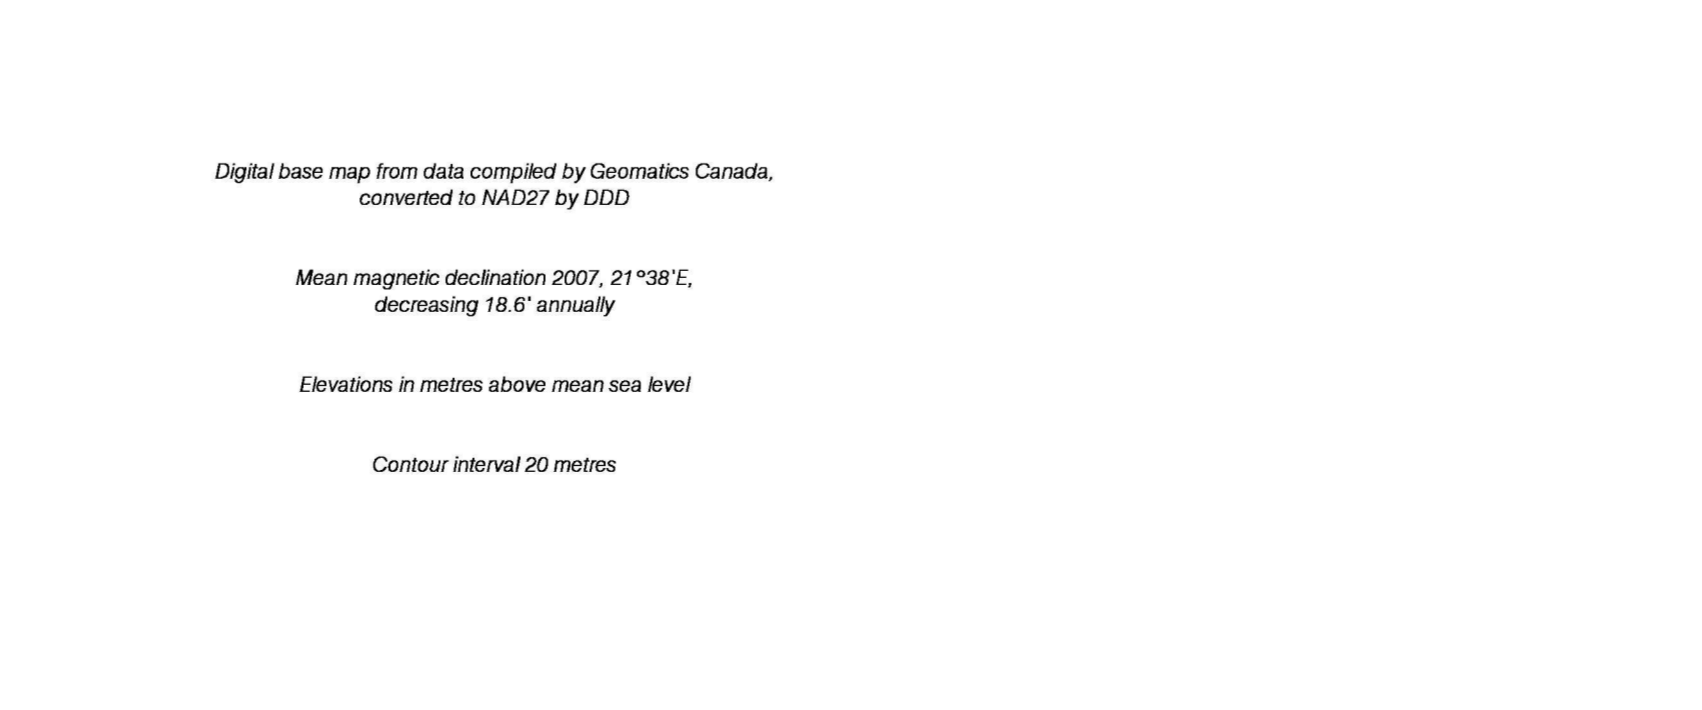 Digital base map from data compiled by Geomatics Canada,
converted to NAD27 by DDD
Mean magnetic declination 2007, 21°38'E,
decreasing 18.6' annually
Elevations in metres above mean sea level
Contour interval 20 metres